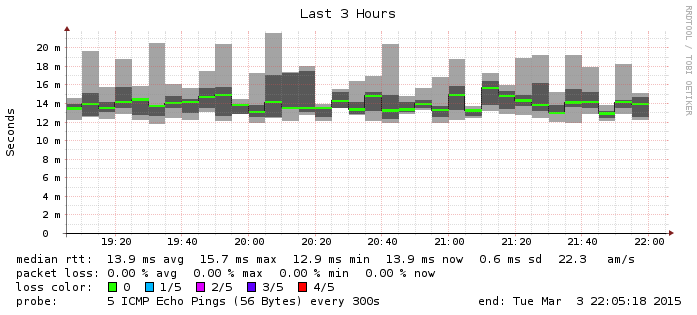 Last 3 Hours
RRDTOOL / TOBI OETIKER
Seconds
20 m
18 m
16 m
14 m
12 m
10 m
8 m
6 m
4 m
2 m
0
19:20 19:40 20:00 20:20 20:40 21:00 21:20 21:40 22:00
median rtt: 13.9 ms avg 15.7 ms max 12.9 ms min 13.9 ms now 0.6 ms sd 22.3 am/s
packet loss: 0.00 % avg 0.00 % max 0.00 % min 0.00 % now
loss color: 0 1/5 2/5 3/5 4/5
probe: 5 ICMP Echo Pings (56 Bytes) every 300s end: Tue Mar 3 22:05:18 2015